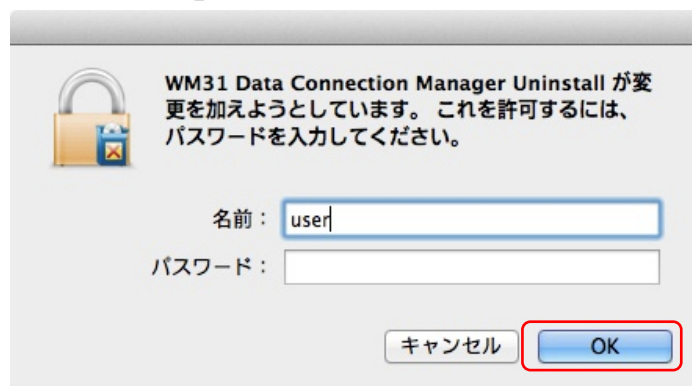 WM31 Data Connection Manager Uninstall が変
更を加えようとしています。 これを許可するには、
パスワードを入力してください。
名前： user
パスワード：
キャンセル OK